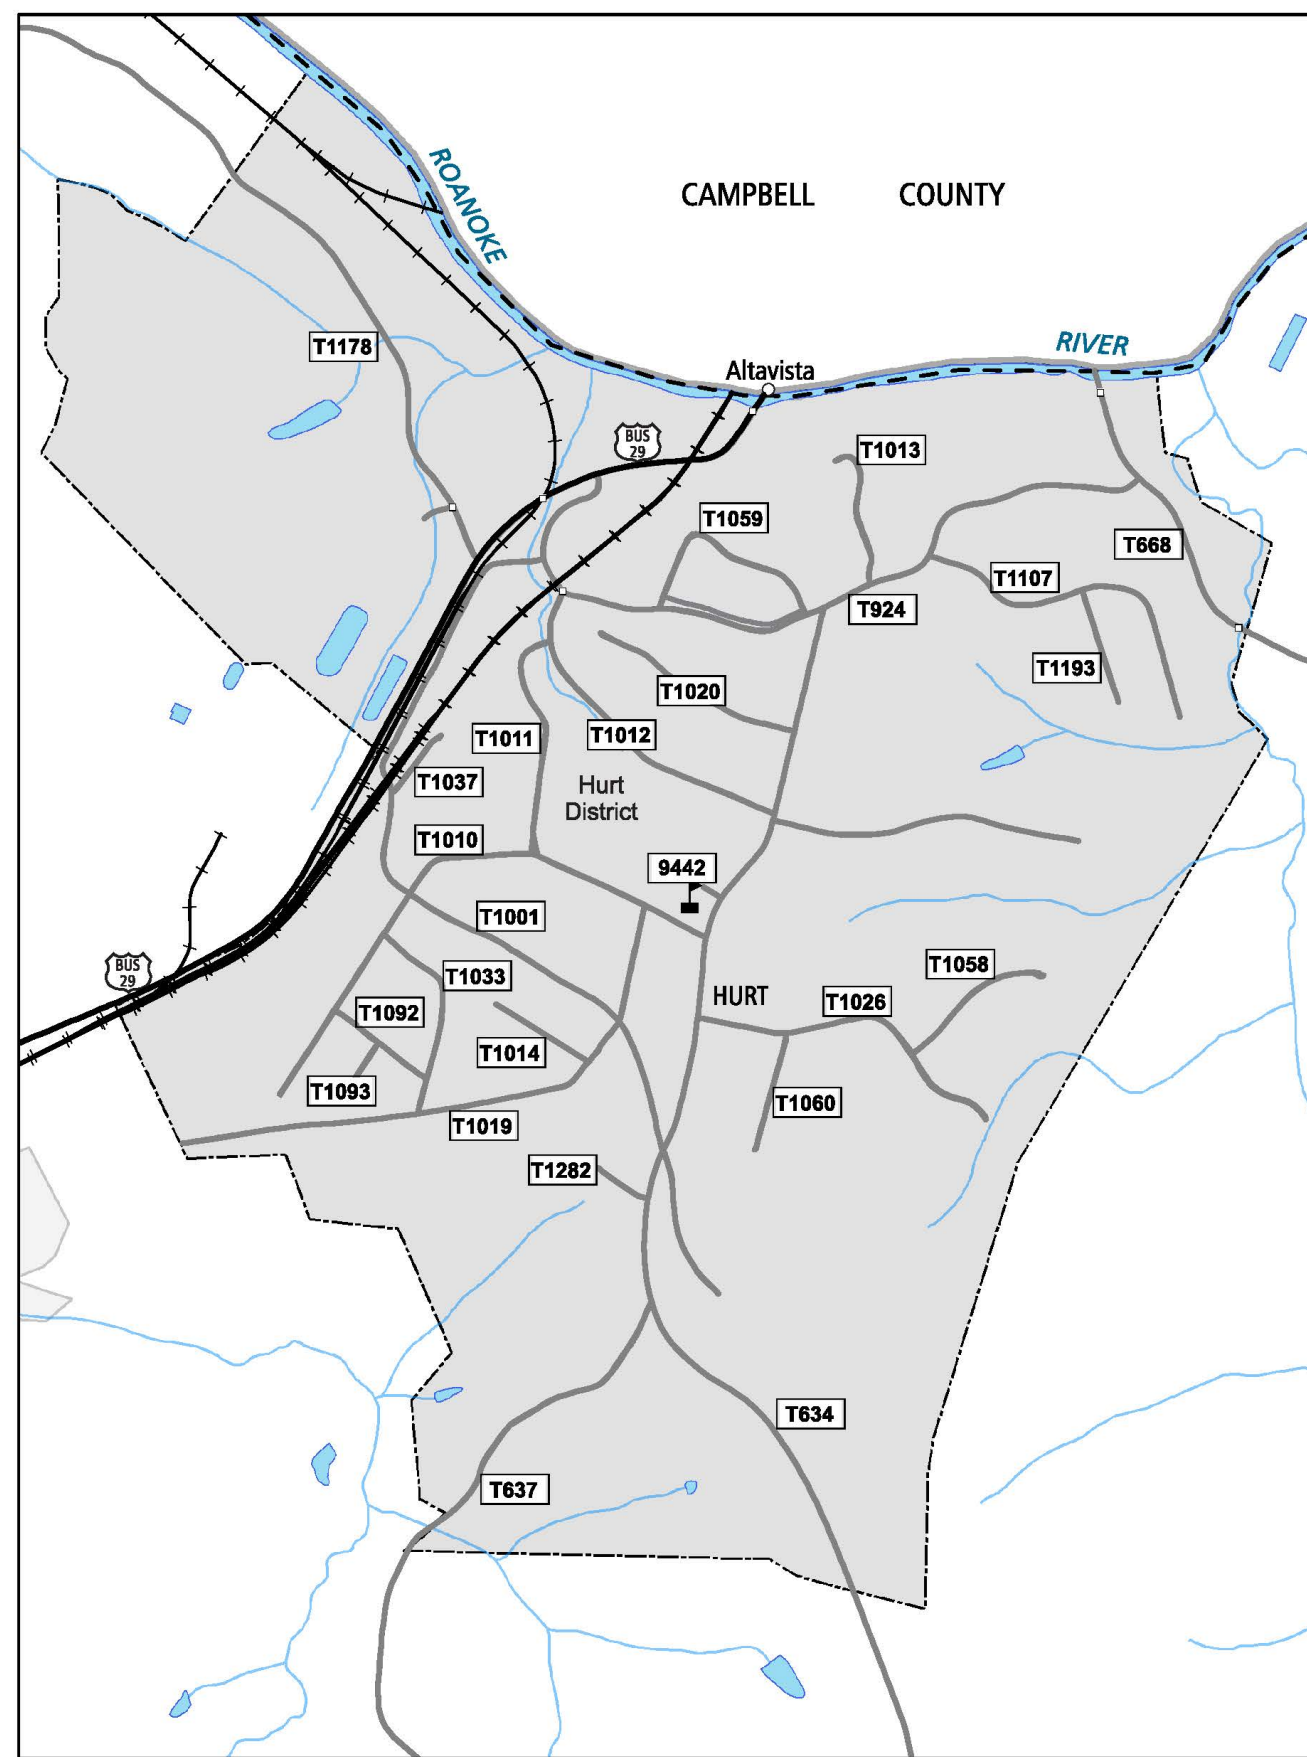 ROANOKE
CAMPBELL COUNTY
RIVER
T1178
Altavista
BUS
29
T1013
T1059
T668
T1107
T924
T1193
T1020
T1011
T1012
T1037
Hurt
District
T1010
9442
T1001
T1033
T1058
BUS
29
HURT
T1026
T1092
T1014
T1093
T1060
T1019
T1282
T634
T637